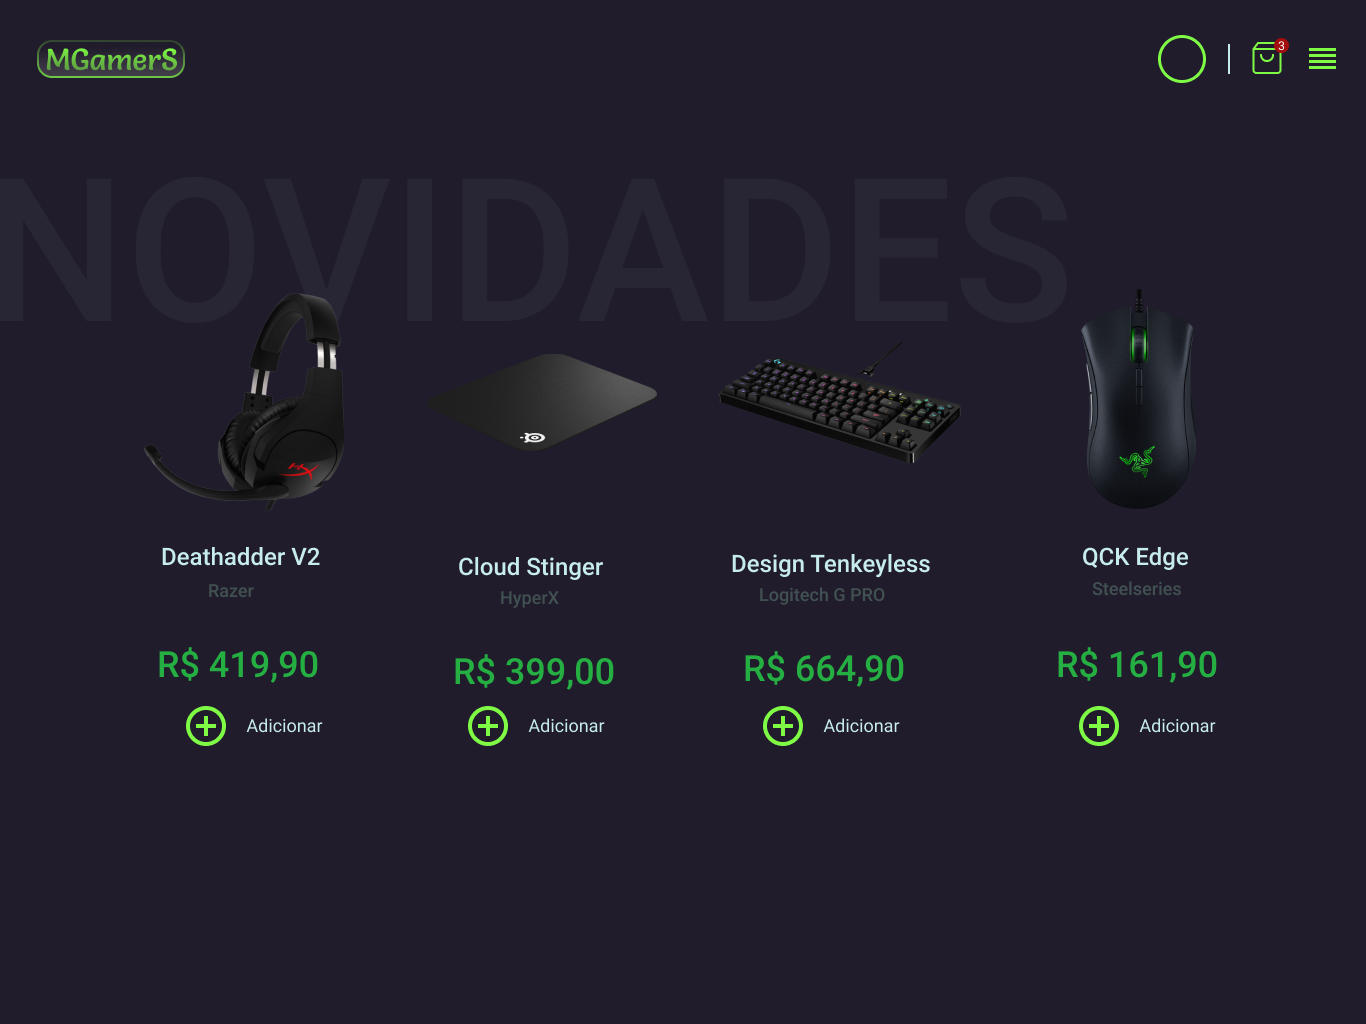 MGamerS
3
NOVIDADES
Deathadder V2
Razer
R$ 419,90
Adicionar
Cloud Stinger
HyperX
R$ 399,00
Adicionar
Design Tenkeyless
Logitech G PRO
R$ 664,90
Adicionar
QCK Edge
Steelseries
R$ 161,90
Adicionar